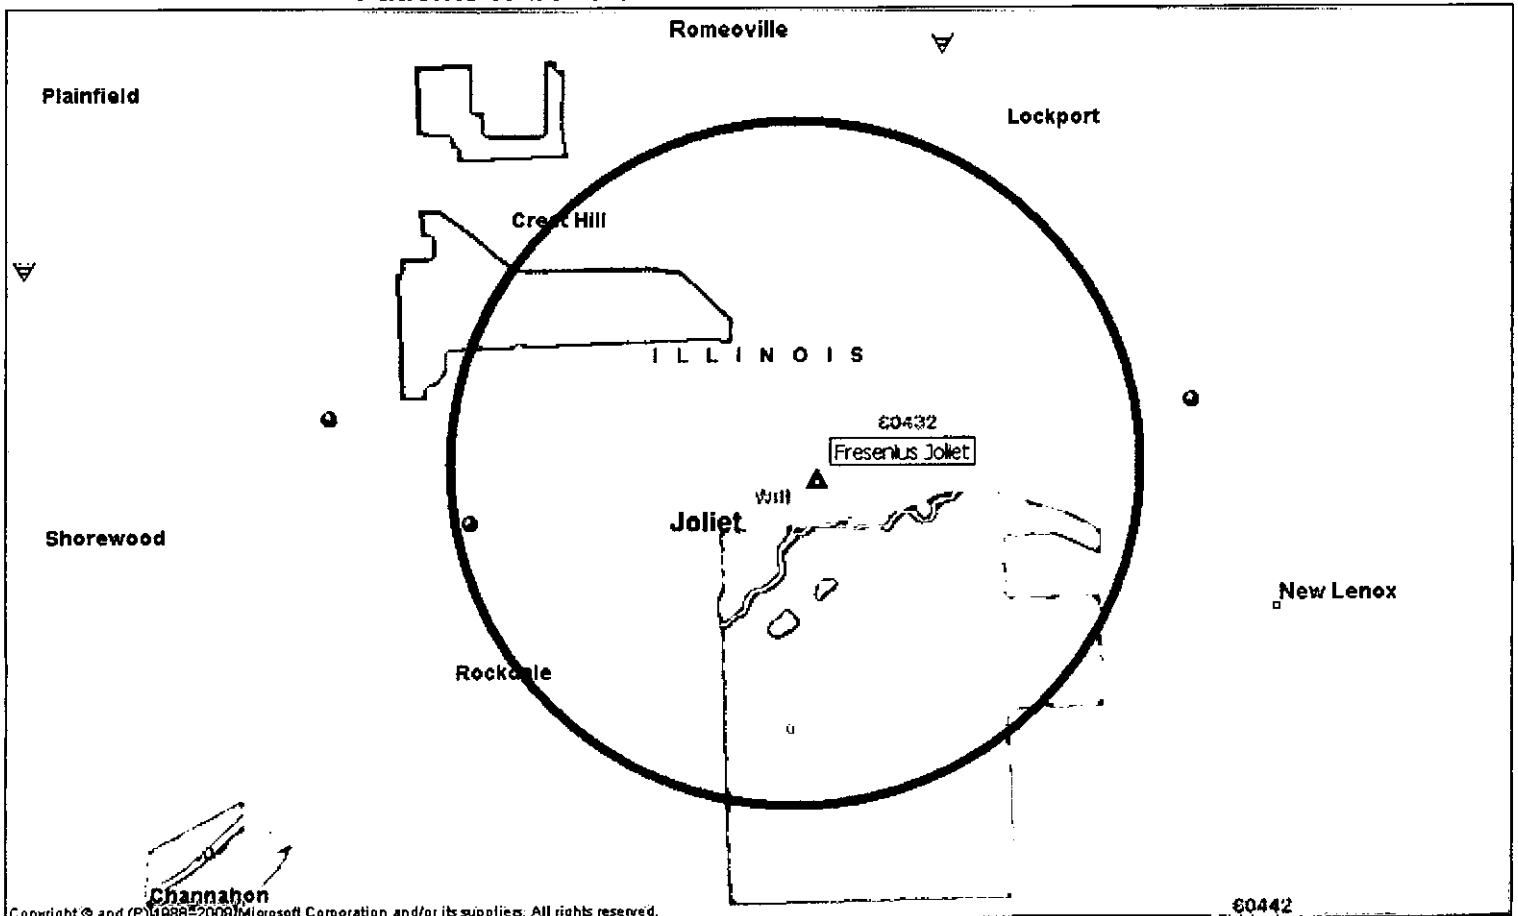 Romeoville
Plainfield
Lockport
Crest Hill
ILLINOIS
60432
Fresenius Joliet
Will
Joliet
Shorewood
New Lenox
Rockdale
Channahon
Copyright © and (P) 1988–2009 Microsoft Corporation and/or its suppliers. All rights reserved.
60442